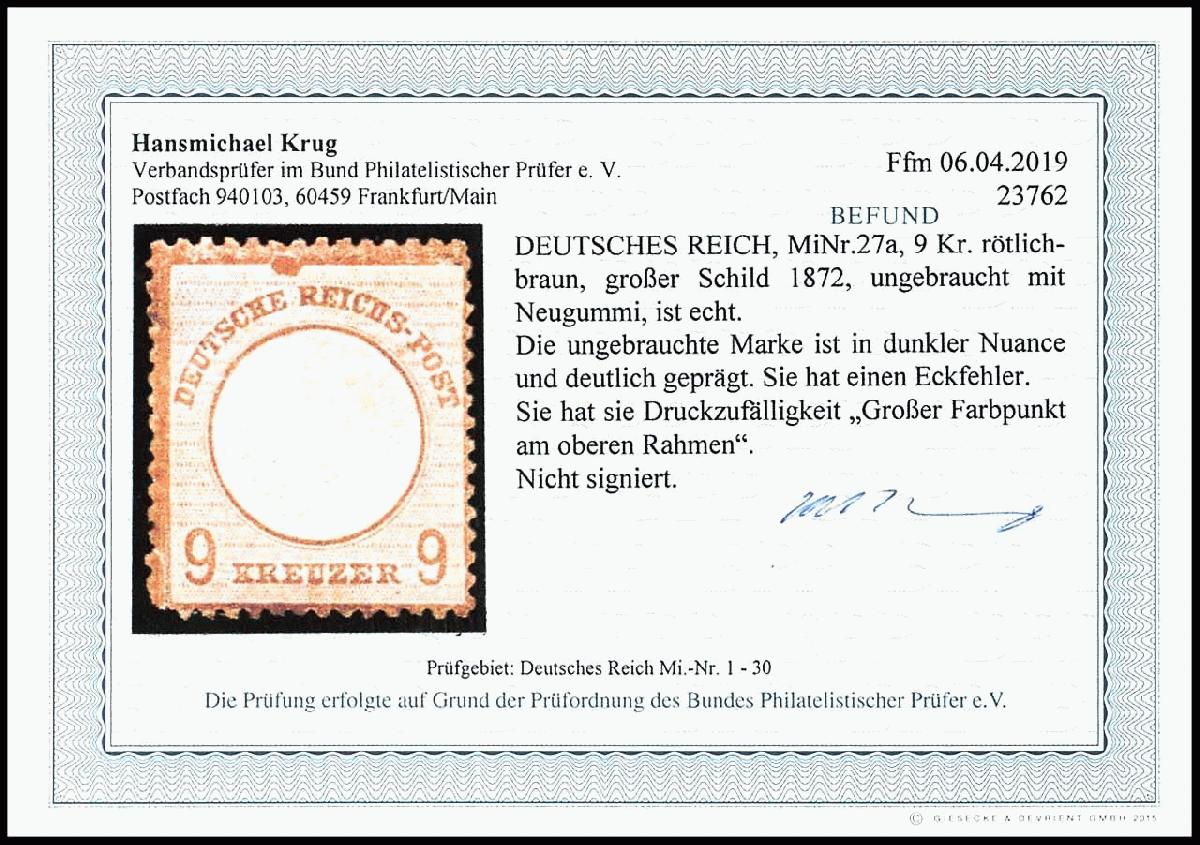 Hansmichael Krug
Verbandsprüfer im Bund Philatelistischer Prüfer e. V.
Postfach 940103, 60459 Frankfurt/Main
Ffm 06.04.2019
23762
BEFUND
DEUTSCHE REICHS-POST
9 KREUZER 9
DEUTSCHES REICH, MiNr.27a, 9 Kr. rötlich-
braun, großer Schild 1872, ungebraucht mit
Neugummi, ist echt.
Die ungebrauchte Marke ist in dunkler Nuance
und deutlich geprägt. Sie hat einen Eckfehler.
Sie hat sie Druckzufälligkeit „Großer Farbpunkt
am oberen Rahmen“.
Nicht signiert.
Prüfgebiet: Deutsches Reich Mi.-Nr. 1 - 30
Die Prüfung erfolgte auf Grund der Prüfordnung des Bundes Philatelistischer Prüfer e.V.
© GIESECKE & DEVRIENT GMBH 2015